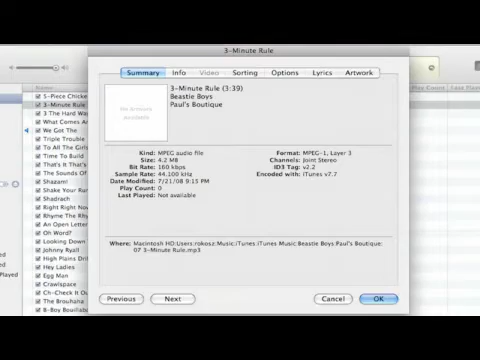 3-Minute Rule
Summary Info Video Sorting Options Lyrics Artwork
3-Minute Rule (3:39)
Beastie Boys
Paul's Boutique
Kind: MPEG audio file
Size: 4.2 MB
Bit Rate: 160 kbps
Sample Rate: 44.100 kHz
Date Modified: 7/21/08 9:15 PM
Play Count: 0
Last Played: Not available
Format: MPEG-1, Layer 3
Channels: Joint Stereo
ID3 Tag: v2.2
Encoded with: iTunes v7.7
Where: Macintosh HD:Users:rokosz:Music:iTunes:iTunes Music:Beastie Boys:Paul's Boutique:
07 3-Minute Rule.mp3
Previous Next Cancel OK
Name
5-Piece Chicke
3-Minute Rule
3 The Hard Wa
What Comes Ar
We Got The
Triple Trouble
To All The Girls
Time To Build
That's It That's
The Sounds Of
Shazam!
Shake Your Ru
Shadrach
Right Right Nov
Rhyme The Rhy
An Open Letter
Oh Word?
Looking Down
Johnny Ryall
High Plains Drif
Hey Ladies
Egg Man
Crawlspace
Ch-Check It Ou
The Brouhaha
B-Boy Bouillab
Play Count
Last Playe
Played